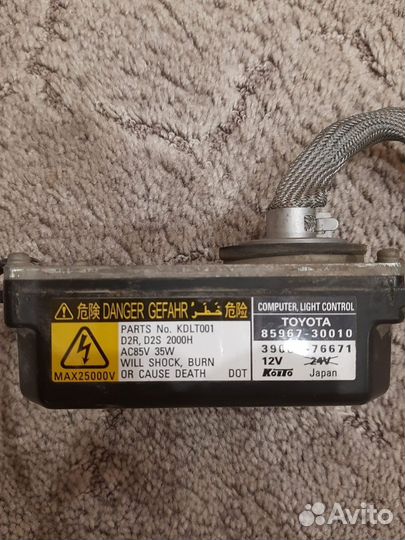 ⚠ 危険 DANGER GEFAHR خَطَرٌ ⚠ 危险
PARTS No. KDLT001
D2R, D2S 2000H
AC85V 35W
WILL SHOCK, BURN
OR CAUSE DEATH DOT
MAX25000V
COMPUTER, LIGHT CONTROL
TOYOTA
85967-30010
76671
12V 24V
KOITO Japan
Avito